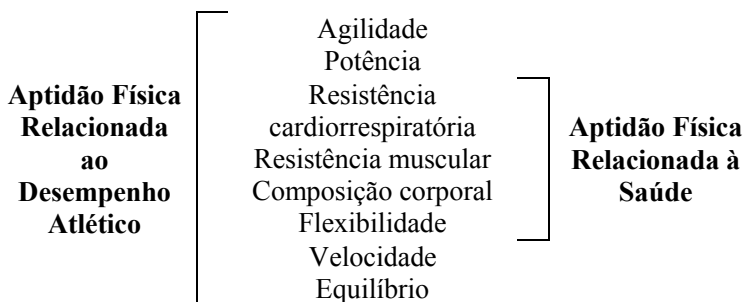 Aptidão Física
Relacionada
ao
Desempenho
Atlético
Agilidade
Potência
Resistência
cardiorrespiratória
Resistência muscular
Composição corporal
Flexibilidade
Velocidade
Equilíbrio
Aptidão Física
Relacionada à
Saúde